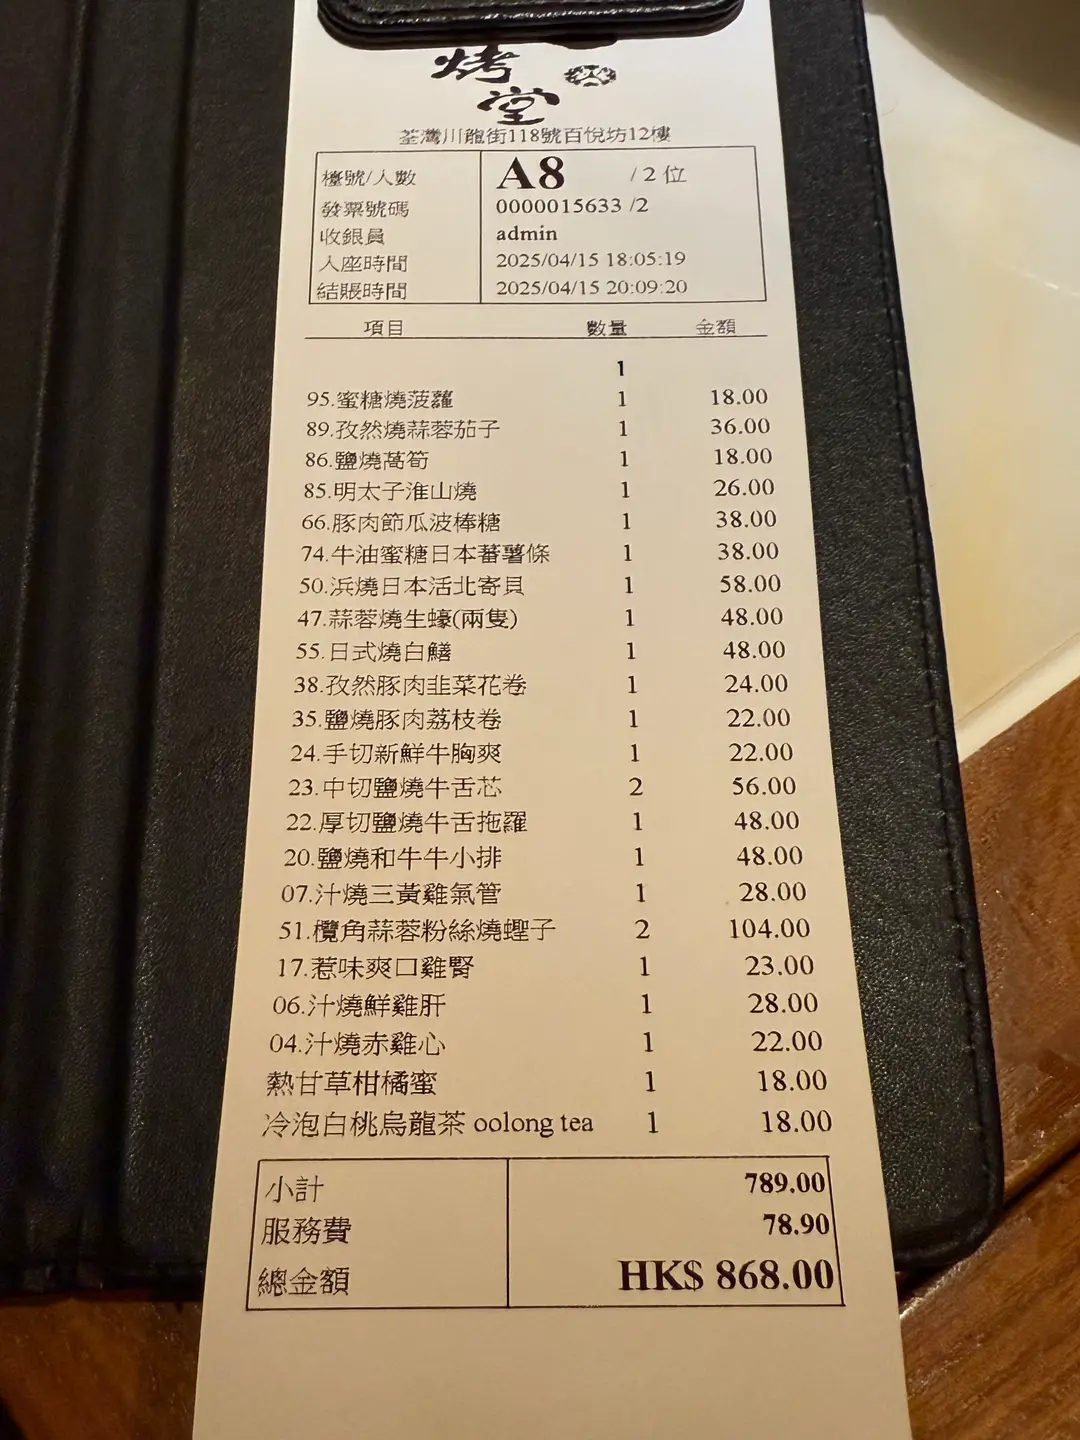 烤
堂
荃灣川龍街118號百悅坊12樓
檯號/人數 A8 / 2 位
發票號碼 0000015633 /2
收銀員 admin
入座時間 2025/04/15 18:05:19
結賬時間 2025/04/15 20:09:20
項目 數量 金額
1
95.蜜糖燒菠蘿 1 18.00
89.孜然燒蒜蓉茄子 1 36.00
86.鹽燒萵筍 1 18.00
85.明太子淮山燒 1 26.00
66.豚肉節瓜波棒糖 1 38.00
74.牛油蜜糖日本蕃薯條 1 38.00
50.浜燒日本活北寄貝 1 58.00
47.蒜蓉燒生蠔(兩隻) 1 48.00
55.日式燒白鱔 1 48.00
38.孜然豚肉韭菜花卷 1 24.00
35.鹽燒豚肉荔枝卷 1 22.00
24.手切新鮮牛胸爽 1 22.00
23.中切鹽燒牛舌芯 2 56.00
22.厚切鹽燒牛舌拖羅 1 48.00
20.鹽燒和牛牛小排 1 48.00
07.汁燒三黃雞氣管 1 28.00
51.欖角蒜蓉粉絲燒蟶子 2 104.00
17.惹味爽口雞腎 1 23.00
06.汁燒鮮雞肝 1 28.00
04.汁燒赤雞心 1 22.00
熱甘草柑橘蜜 1 18.00
冷泡白桃烏龍茶 oolong tea 1 18.00
小計 789.00
服務費 78.90
總金額 HK$ 868.00